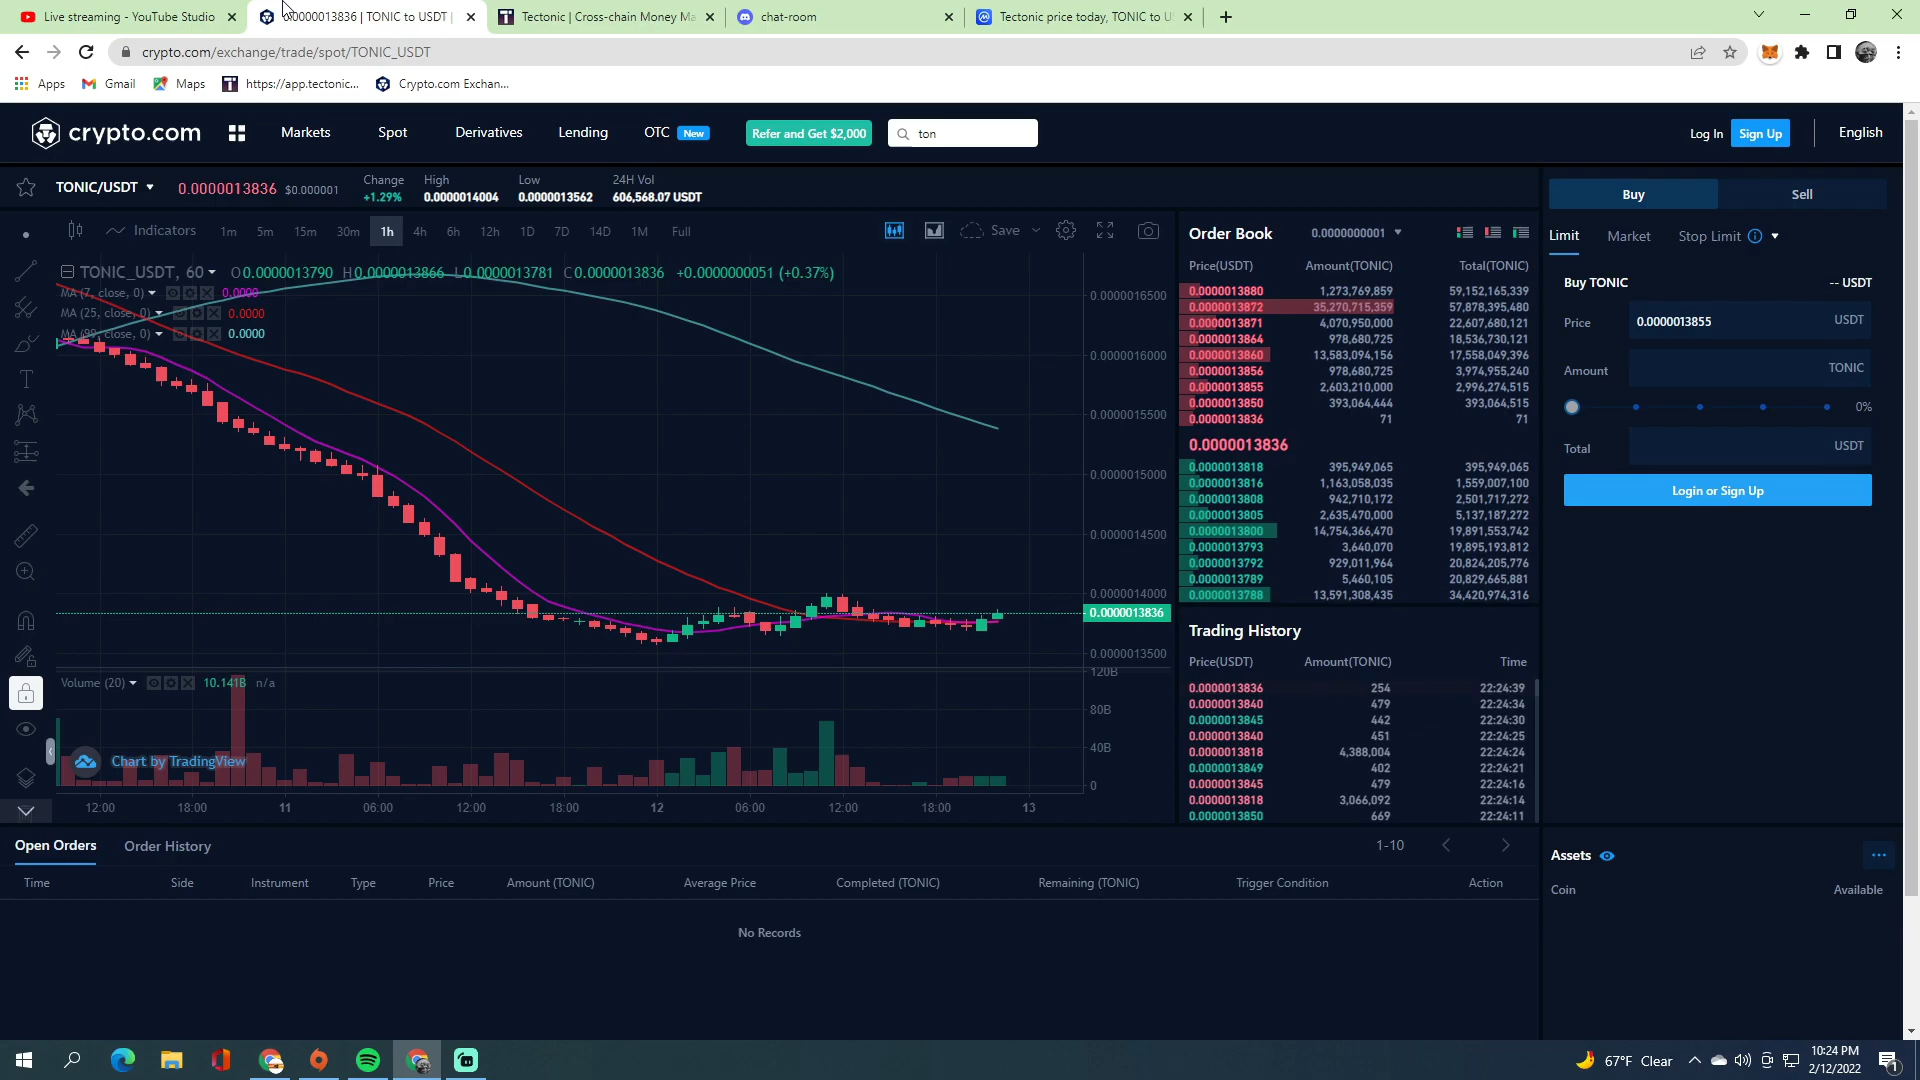 Live streaming - YouTube Studio
0.0000013836 | TONIC to USDT |
Tectonic | Cross-chain Money Ma
chat-room
Tectonic price today, TONIC to U
crypto.com/exchange/trade/spot/TONIC_USDT
Apps
Gmail
Maps
https://app.tectonic...
Crypto.com Exchan...
crypto.com
Markets
Spot
Derivatives
Lending
OTC New
Refer and Get $2,000
ton
Log In
Sign Up
English
TONIC/USDT
0.0000013836 $0.000001
Change
+1.29%
High
0.0000014004
Low
0.0000013562
24H Vol
606,568.07 USDT
Indicators 1m 5m 15m 30m 1h 4h 6h 12h 1D 7D 14D 1M Full
Save
TONIC_USDT, 60 O0.0000013790 H0.0000013866 L0.0000013781 C0.0000013836 +0.0000000051 (+0.37%)
MA (7, close, 0) 0.0000
MA (25, close, 0) 0.0000
MA (99, close, 0) 0.0000
0.0000016500
0.0000016000
0.0000015500
0.0000015000
0.0000014500
0.0000014000
0.0000013836
0.0000013500
Volume (20) 10.141B n/a
120B
80B
40B
0
Chart by TradingView
12:00 18:00 11 06:00 12:00 18:00 12 06:00 12:00 18:00 13
Order Book 0.0000000001
Price(USDT) Amount(TONIC) Total(TONIC)
0.0000013880 1,273,769,859 59,152,165,339
0.0000013872 35,270,715,359 57,878,395,480
0.0000013871 4,070,950,000 22,607,680,121
0.0000013864 978,680,725 18,536,730,121
0.0000013860 13,583,094,156 17,558,049,396
0.0000013856 978,680,725 3,974,955,240
0.0000013855 2,603,210,000 2,996,274,515
0.0000013850 393,064,444 393,064,515
0.0000013836 71 71
0.0000013836
0.0000013818 395,949,065 395,949,065
0.0000013816 1,163,058,035 1,559,007,100
0.0000013808 942,710,172 2,501,717,272
0.0000013805 2,635,470,000 5,137,187,272
0.0000013800 14,754,366,470 19,891,553,742
0.0000013793 3,640,070 19,895,193,812
0.0000013792 929,011,964 20,824,205,776
0.0000013789 5,460,105 20,829,665,881
0.0000013788 13,591,308,435 34,420,974,316
Trading History
Price(USDT) Amount(TONIC) Time
0.0000013836 254 22:24:39
0.0000013840 479 22:24:34
0.0000013845 442 22:24:30
0.0000013840 451 22:24:25
0.0000013818 4,388,004 22:24:24
0.0000013849 402 22:24:21
0.0000013845 479 22:24:16
0.0000013818 3,066,092 22:24:14
0.0000013850 669 22:24:11
Buy Sell
Limit Market Stop Limit
Buy TONIC -- USDT
Price 0.0000013855 USDT
Amount TONIC
0%
Total USDT
Login or Sign Up
Open Orders Order History
1-10
Time Side Instrument Type Price Amount (TONIC) Average Price Completed (TONIC) Remaining (TONIC) Trigger Condition Action
No Records
Assets
Coin Available
67°F Clear
10:24 PM
2/12/2022
1